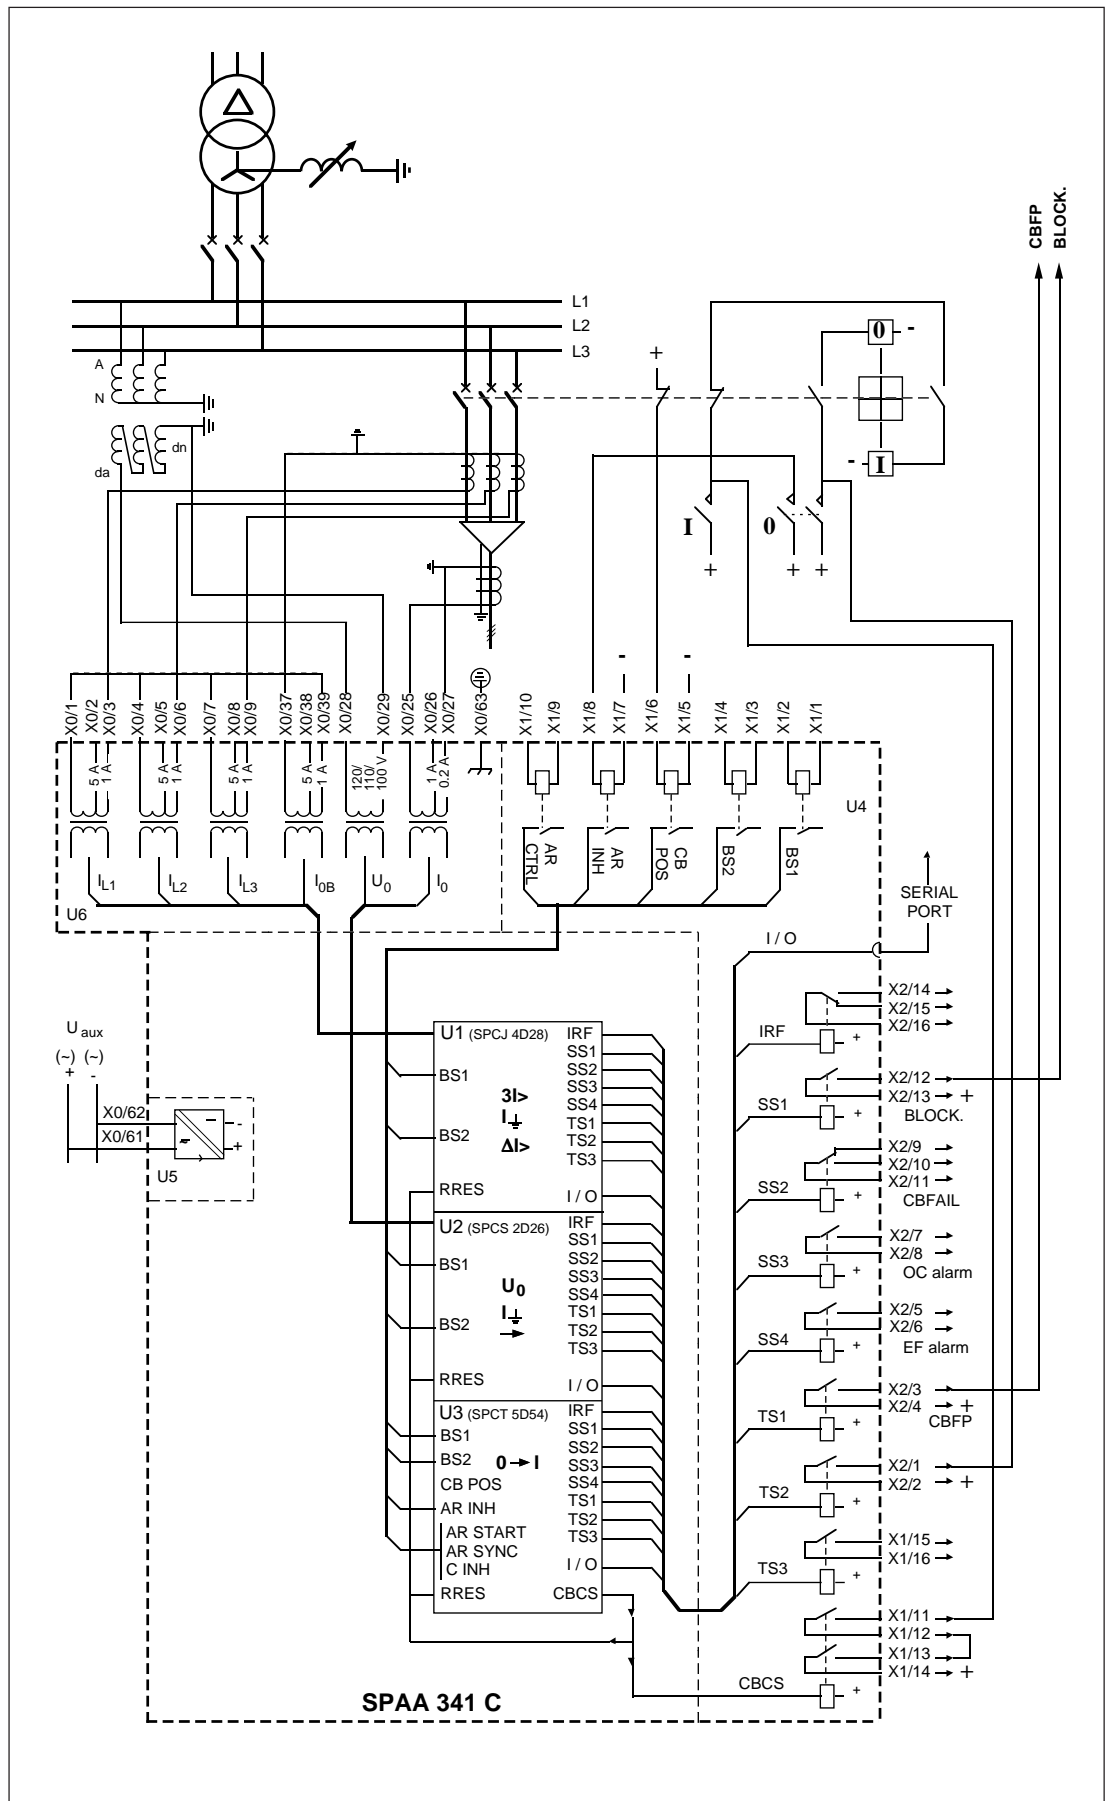 CBFP
BLOCK.
L1
L2
L3
A
N
da
dn
+
0
-
I
-
I
0
+
+
+
-
-
X0/1
X0/2
X0/3
X0/4
X0/5
X0/6
X0/7
X0/8
X0/9
X0/37
X0/38
X0/39
X0/28
X0/29
X0/25
X0/26
X0/27
X0/63
X1/10
X1/9
X1/8
X1/7
X1/6
X1/5
X1/4
X1/3
X1/2
X1/1
5 A
1 A
5 A
1 A
5 A
1 A
5 A
1 A
120/
110/
100 V
1 A
0.2 A
U4
AR
CTRL
AR
INH
CB
POS
BS2
BS1
IL1
IL2
IL3
I0B
U0
I0
U6
SERIAL
PORT
I / O
U aux
(~) (~)
+ -
X0/62
X0/61
- 
+
~
U5
U1 (SPCJ 4D28)
BS1
BS2
RRES
3I>
I
ΔI>
IRF
SS1
SS2
SS3
SS4
TS1
TS2
TS3
I / O
U2 (SPCS 2D26)
BS1
BS2
RRES
U0
I
IRF
SS1
SS2
SS3
SS4
TS1
TS2
TS3
I / O
U3 (SPCT 5D54)
BS1
BS2
CB POS
AR INH
AR START
AR SYNC
C INH
RRES
0 → I
IRF
SS1
SS2
SS3
SS4
TS1
TS2
TS3
I / O
CBCS
IRF
+
X2/14
X2/15
X2/16
SS1
+
X2/12
X2/13 +
BLOCK.
SS2
+
X2/9
X2/10
X2/11
CBFAIL
SS3
+
X2/7
X2/8
OC alarm
SS4
+
X2/5
X2/6
EF alarm
TS1
+
X2/3
X2/4 +
CBFP
TS2
+
X2/1
X2/2 +
TS3
+
X1/15
X1/16
CBCS
+
X1/11
X1/12
X1/13
X1/14 +
SPAA 341 C